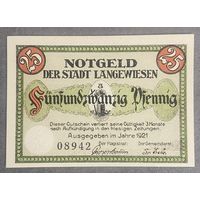 25 NOTGELD 25
DER STADT LANGEWIESEN
Fünfundzwanzig Pfennig
Dieser Gutschein verliert seine Gültigkeit 3 Monate
nach Aufkündigung in den hiesigen Zeitungen.
Ausgegeben im Jahre 1921
08942 Der Magistrat: Der Gemeinderat: